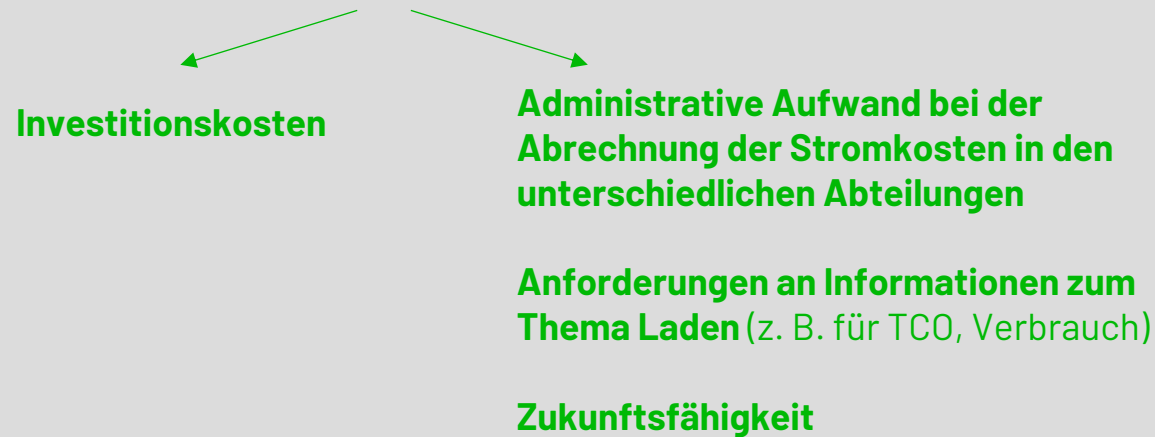 Investitionskosten
Administrative Aufwand bei der
Abrechnung der Stromkosten in den
unterschiedlichen Abteilungen
Anforderungen an Informationen zum
Thema Laden (z. B. für TCO, Verbrauch)
Zukunftsfähigkeit